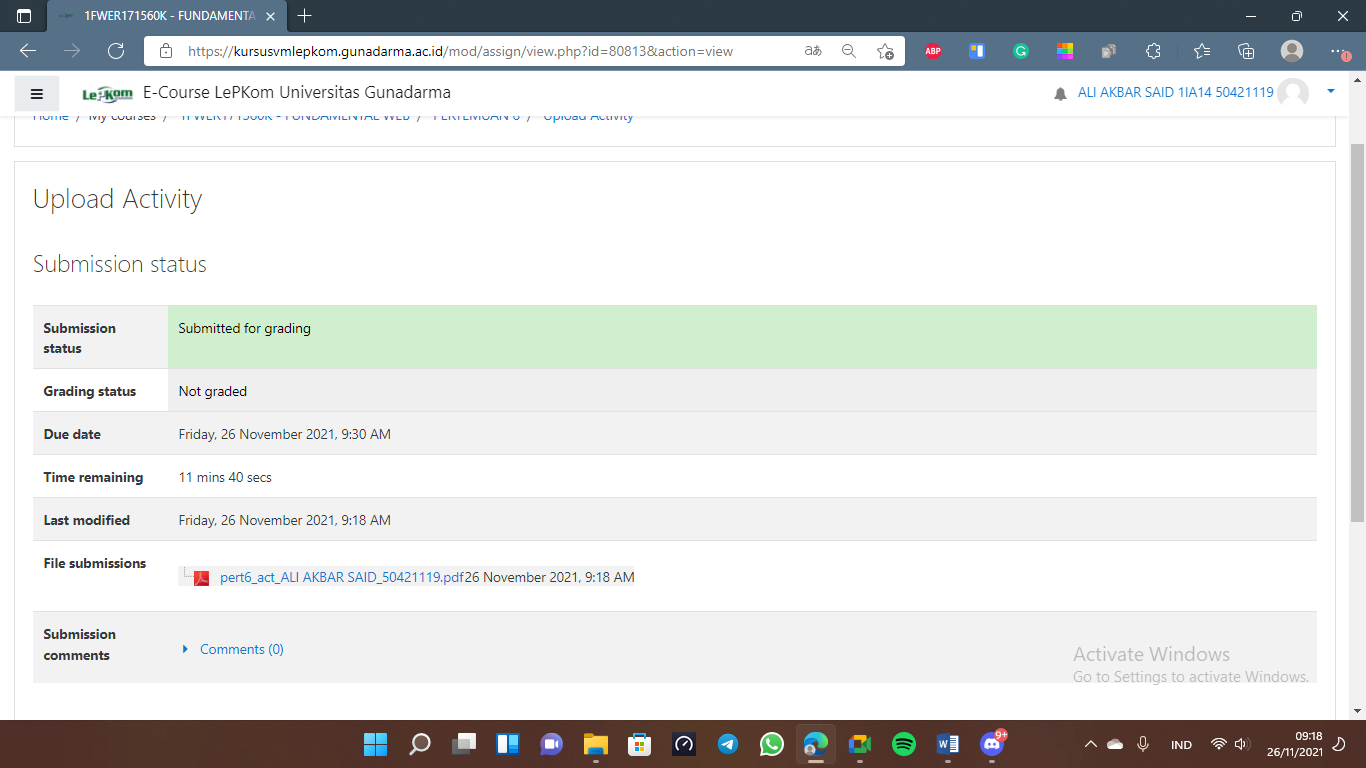 1FWER171560K - FUNDAMENTA
https://kursusvmlepkom.gunadarma.ac.id/mod/assign/view.php?id=80813&action=view
aあ
ABP
LePKom E-Course LePKom Universitas Gunadarma
ALI AKBAR SAID 1IA14 50421119
Home / My courses / 1FWER171560K - FUNDAMENTAL WEB / PERTEMUAN 6 / Upload Activity
Upload Activity
Submission status
Submission status
Submitted for grading
Grading status
Not graded
Due date
Friday, 26 November 2021, 9:30 AM
Time remaining
11 mins 40 secs
Last modified
Friday, 26 November 2021, 9:18 AM
File submissions
pert6_act_ALI AKBAR SAID_50421119.pdf26 November 2021, 9:18 AM
Submission comments
Comments (0)
Activate Windows
Go to Settings to activate Windows.
9+
IND
09:18
26/11/2021